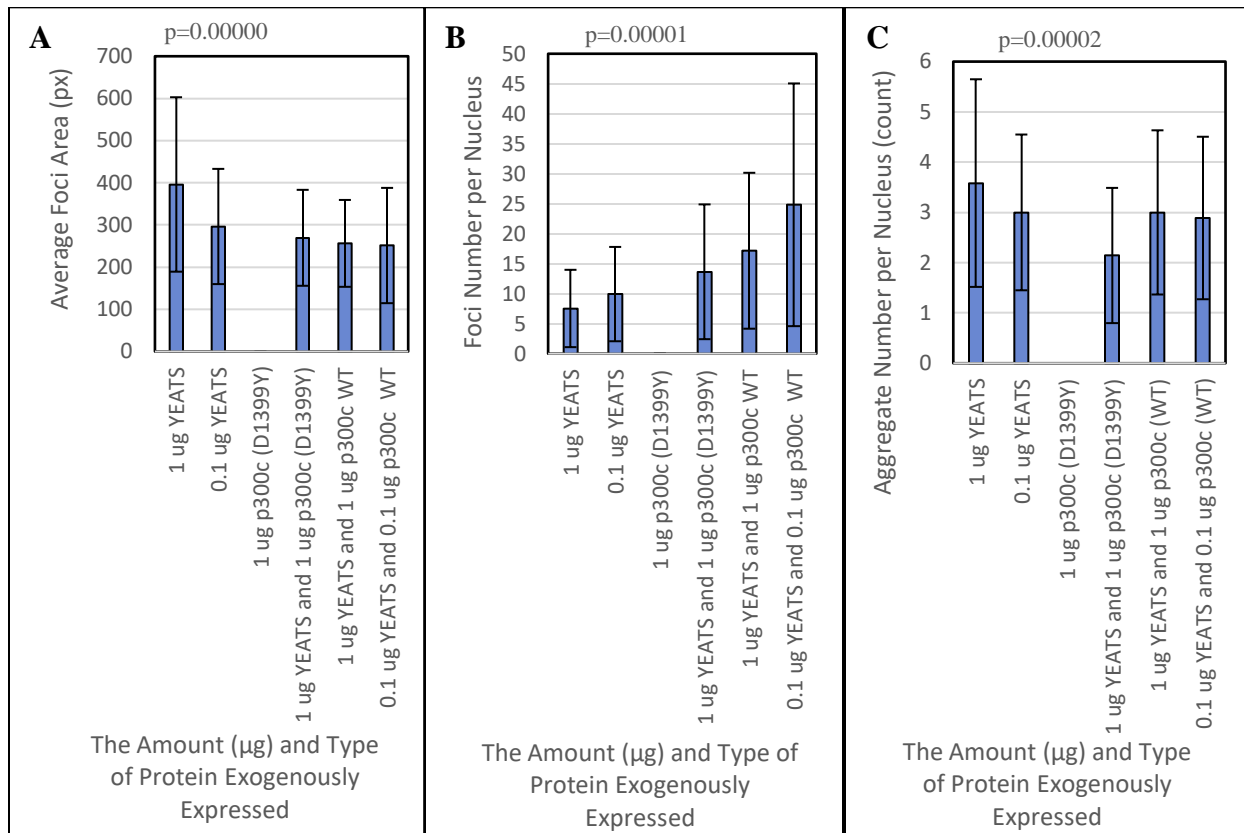 A
p=0.00000
Average Foci Area (px)
700
600
500
400
300
200
100
0
1 ug YEATS
0.1 ug YEATS
1 ug p300c (D1399Y)
1 ug YEATS and 1 ug p300c (D1399Y)
1 ug YEATS and 1 ug p300c WT
0.1 ug YEATS and 0.1 ug p300c WT
The Amount (μg) and Type
of Protein Exogenously
Expressed
B
p=0.00001
Foci Number per Nucleus
50
45
40
35
30
25
20
15
10
5
0
1 ug YEATS
0.1 ug YEATS
1 ug p300c (D1399Y)
1 ug YEATS and 1 ug p300c (D1399Y)
1 ug YEATS and 1 ug p300c WT
0.1 ug YEATS and 0.1 ug p300c WT
The Amount (μg) and Type of
Protein Exogenously
Expressed
C
p=0.00002
Aggregate Number per Nucleus (count)
6
5
4
3
2
1
0
1 ug YEATS
0.1 ug YEATS
1 ug p300c (D1399Y)
1 ug YEATS and 1 ug p300c (D1399Y)
1 ug YEATS and 1 ug p300c (WT)
0.1 ug YEATS and 0.1 ug p300c (WT)
The Amount (μg) and Type
of Protein Exogenously
Expressed